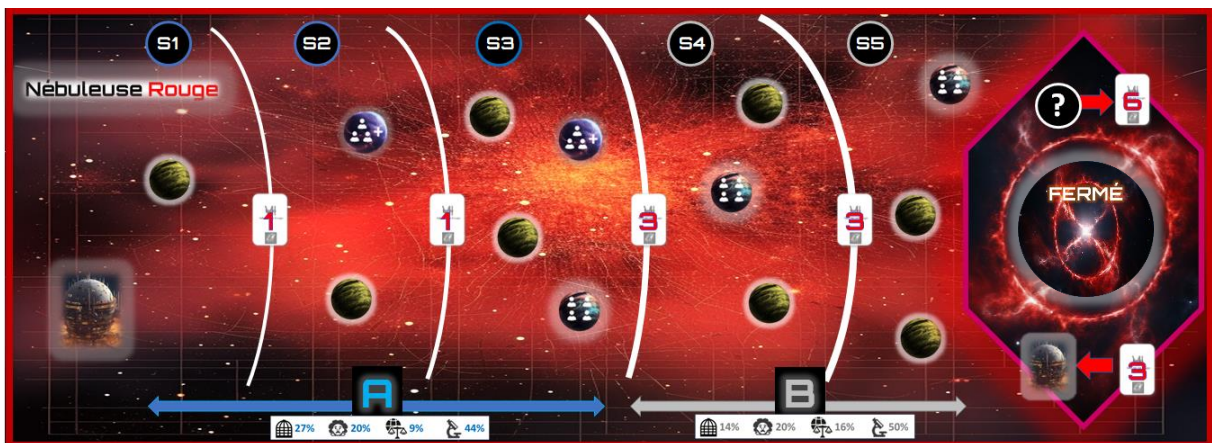 S1
S2
S3
S4
S5
Nébuleuse Rouge
?
6
FERMÉ
1
1
3
3
3
A
B
27% 20% 9% 44%
14% 20% 16% 50%